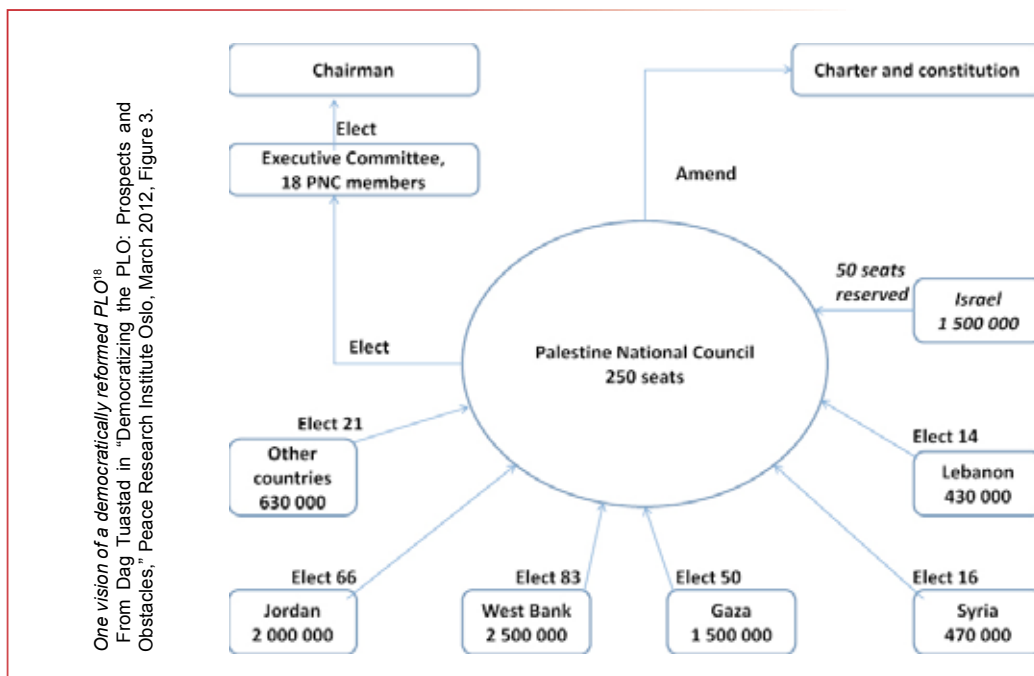 One vision of a democratically reformed PLO18
From Dag Tuastad in “Democratizing the PLO: Prospects and
Obstacles,” Peace Research Institute Oslo, March 2012, Figure 3.
Chairman
Charter and constitution
Elect
Executive Committee,
18 PNC members
Amend
50 seats
reserved
Israel
1 500 000
Elect
Palestine National Council
250 seats
Elect 21
Other
countries
630 000
Elect 14
Lebanon
430 000
Elect 66
Jordan
2 000 000
Elect 83
West Bank
2 500 000
Elect 50
Gaza
1 500 000
Elect 16
Syria
470 000